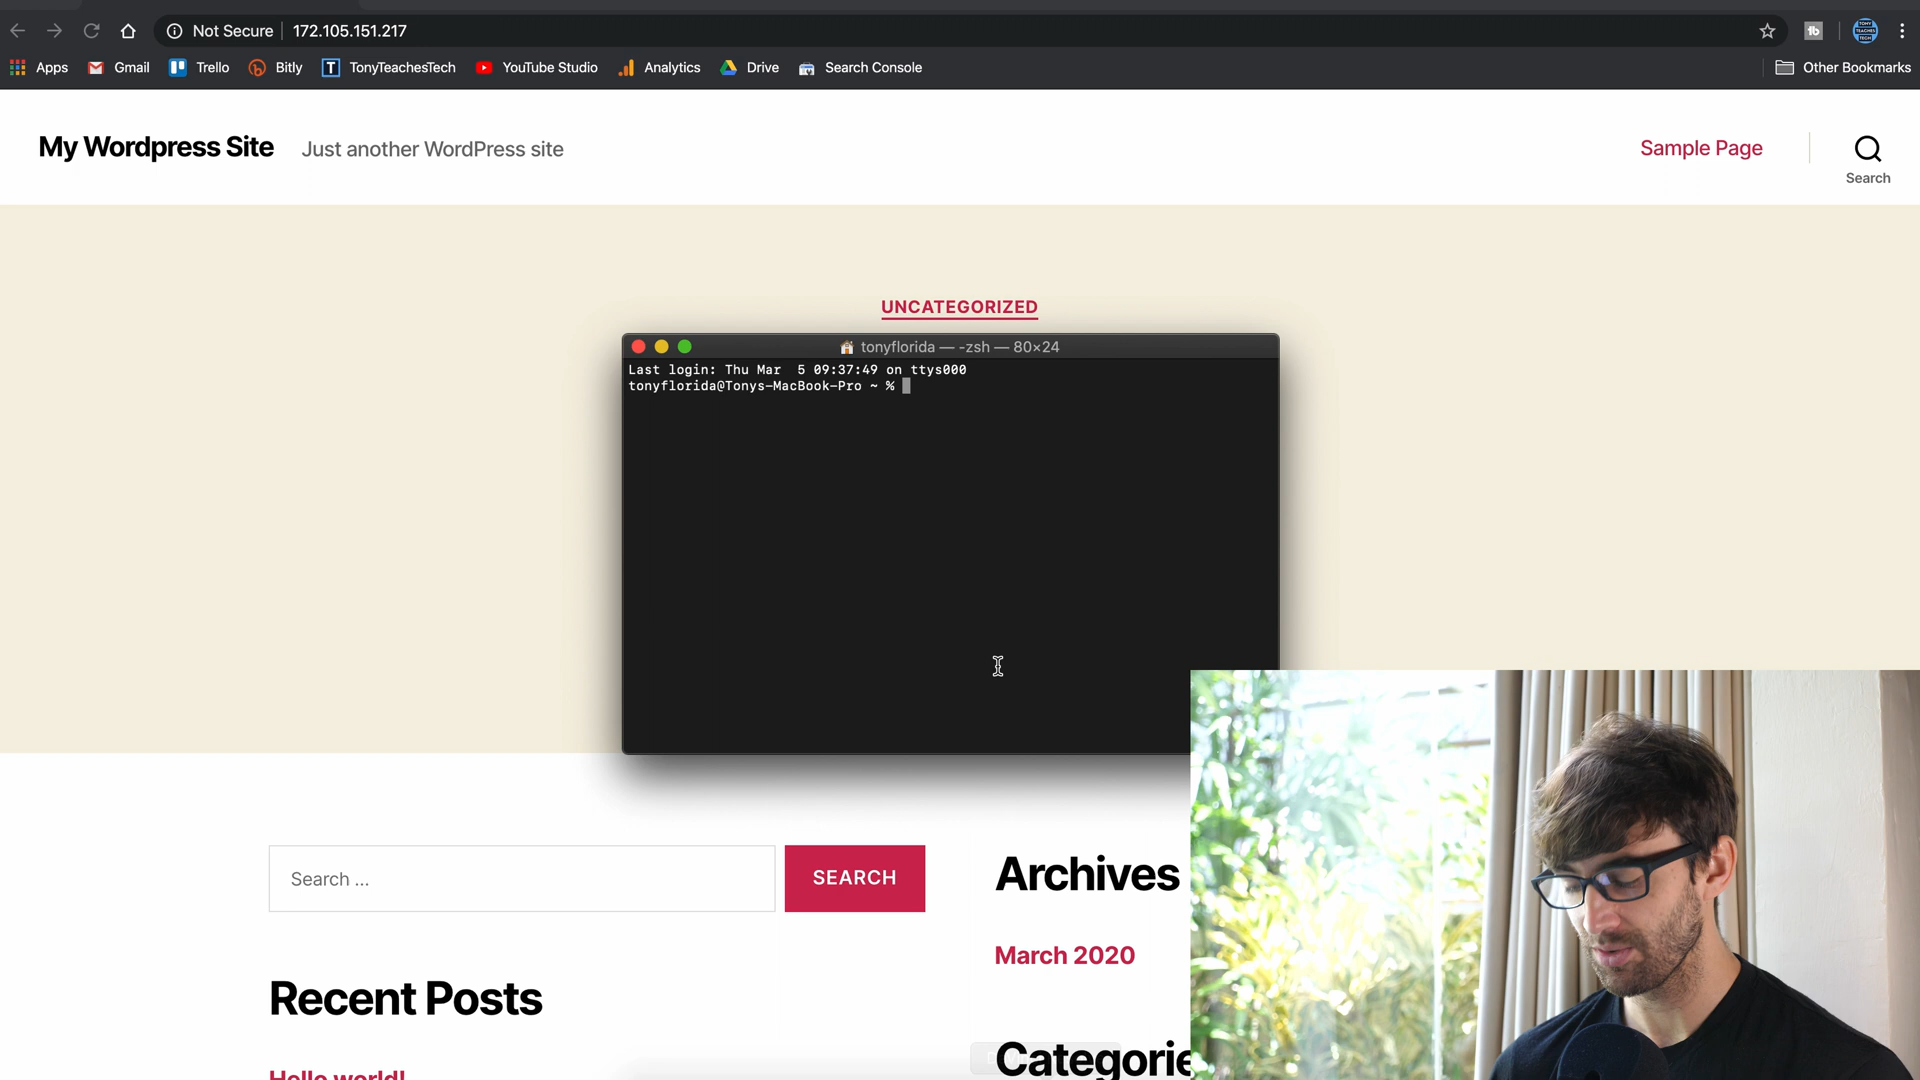 Not Secure 172.105.151.217
Apps Gmail Trello Bitly TonyTeachesTech YouTube Studio Analytics Drive Search Console Other Bookmarks
My Wordpress Site Just another WordPress site Sample Page
Search
UNCATEGORIZED
tonyflorida — -zsh — 80×24
Last login: Thu Mar  5 09:37:49 on ttys000
tonyflorida@Tonys-MacBook-Pro ~ %
Search ... SEARCH
Archives
March 2020
Recent Posts
Categorie
Hello world!